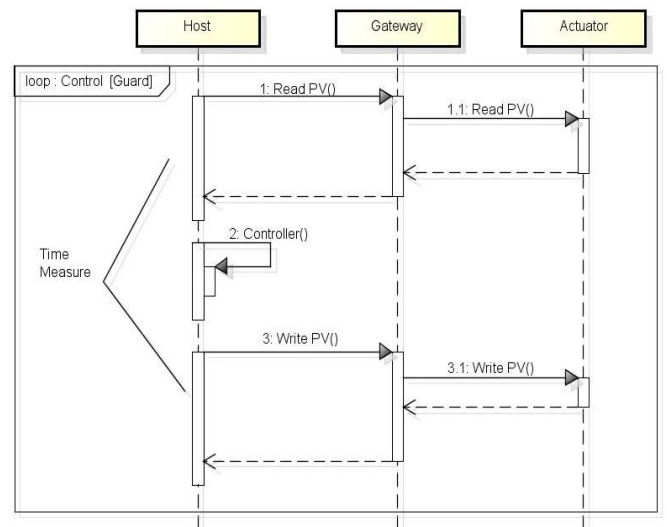 Host
Gateway
Actuator
loop : Control [Guard]
1: Read PV()
1.1: Read PV()
2: Controller()
Time
Measure
3: Write PV()
3.1: Write PV()